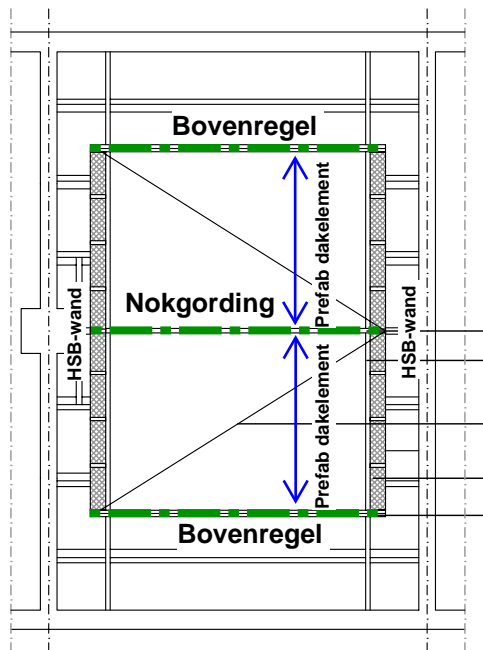 Bovenregel
Prefab dakelement
Nokgording
HSB-wand
HSB-wand
Prefab dakelement
Bovenregel